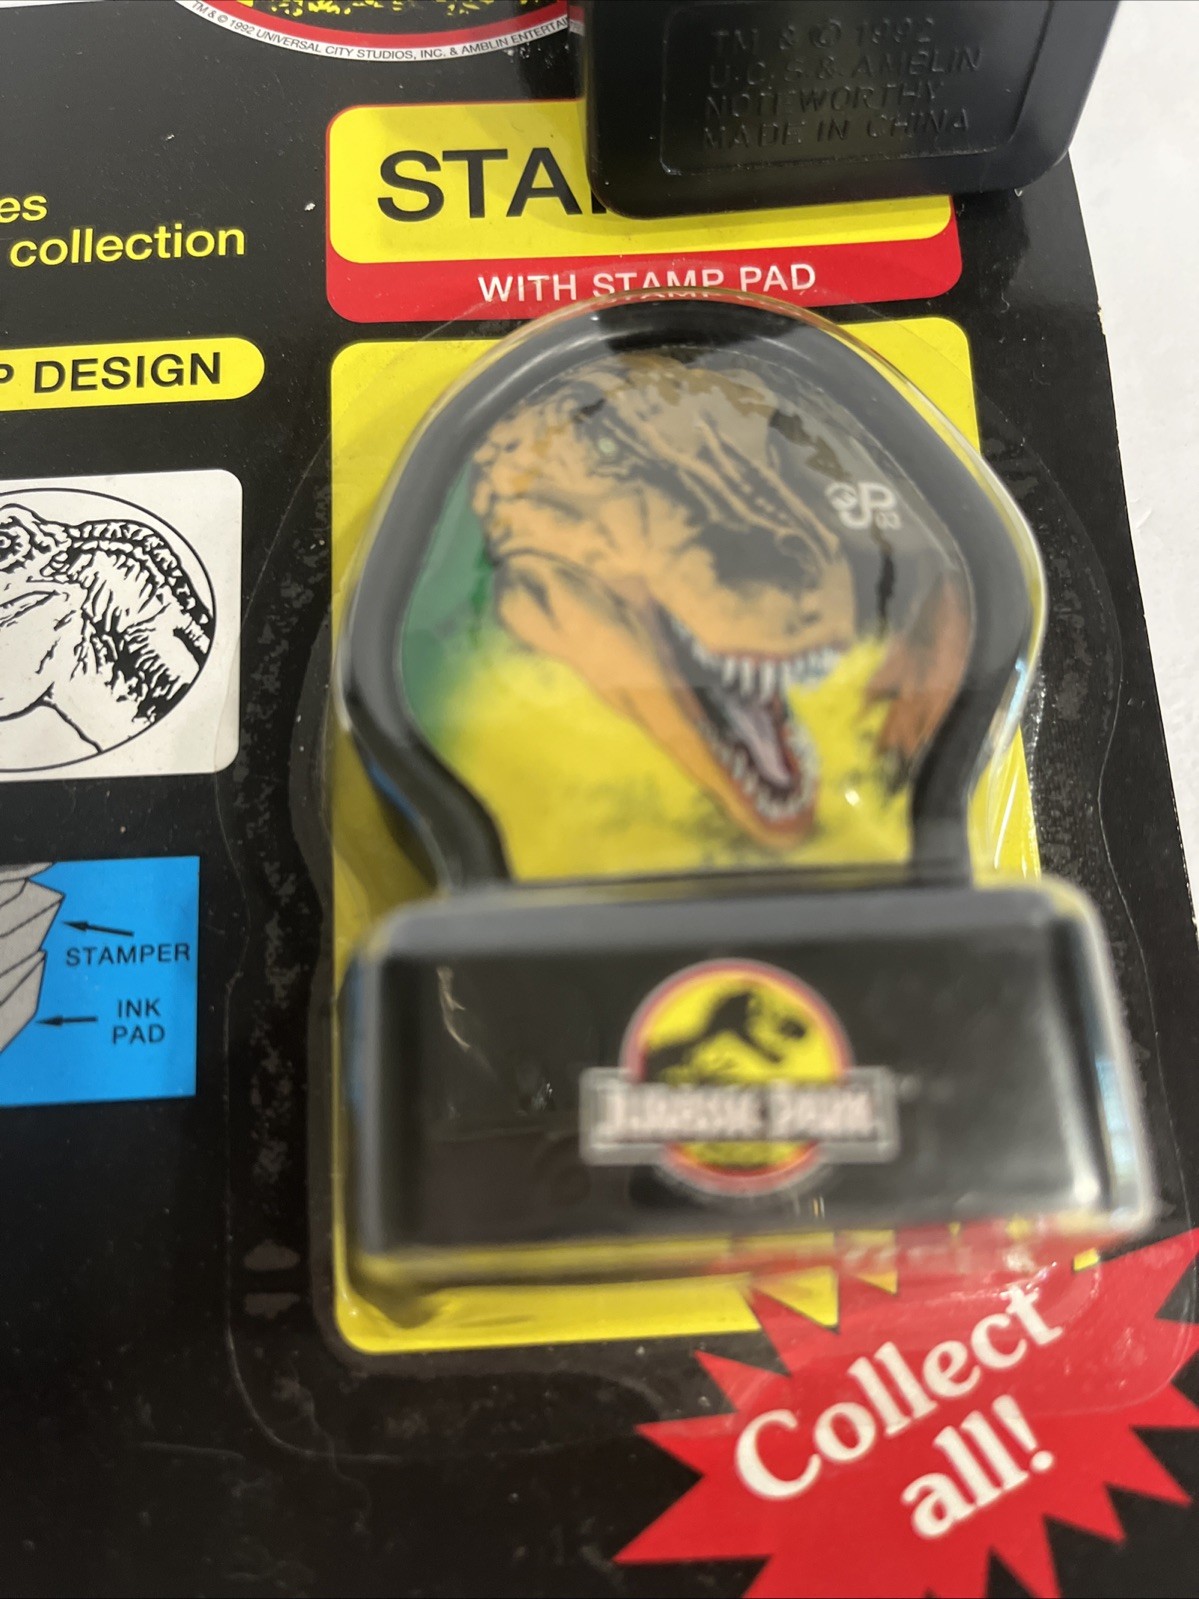 TM & © 1992 UNIVERSAL CITY STUDIOS, INC. & AMBLIN
TM & © 1992
U.C.S & AMBLIN
NOTEWORTHY
MADE IN CHINA
es
collection
STA
WITH STAMP PAD
P DESIGN
JP
STAMPER
INK
PAD
JURASSIC PARK
Collect
all!